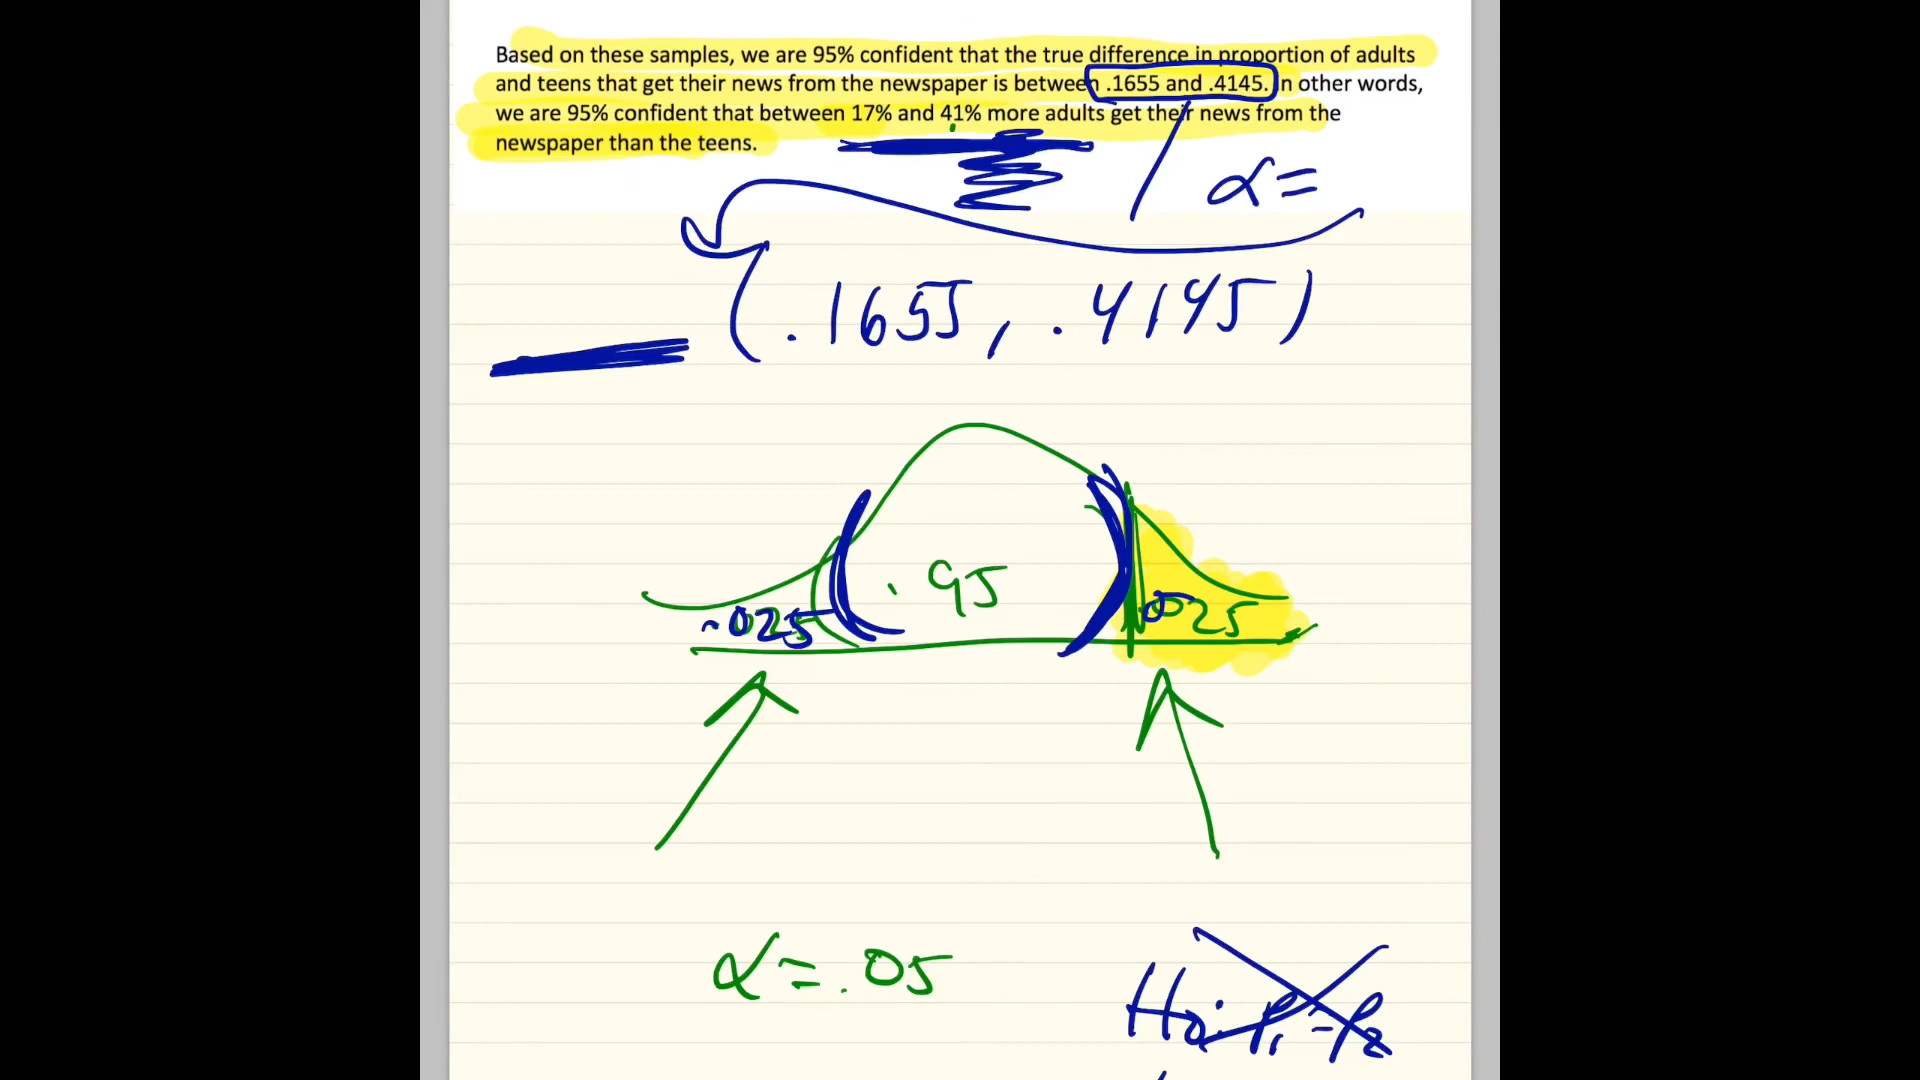 Based on these samples, we are 95% confident that the true difference in proportion of adults
and teens that get their news from the newspaper is between .1655 and .4145. In other words,
we are 95% confident that between 17% and 41% more adults get their news from the
newspaper than the teens.
α=
(.1655, .4145)
.95
.025 .025
α=.05
H₀: P₁-P₂